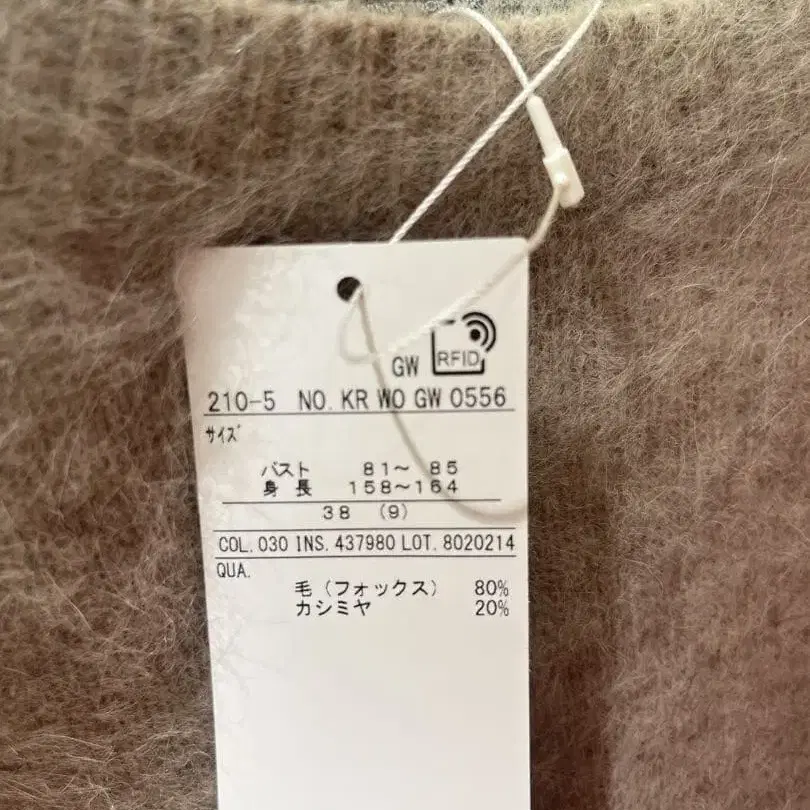 GW RFID
210-5 NO. KR WO GW 0556
サイズ
バスト 81～ 85
身 長 158～164
38 (9)
COL. 030 INS. 437980 LOT. 8020214
QUA.
毛（フォックス） 80%
カシミヤ 20%